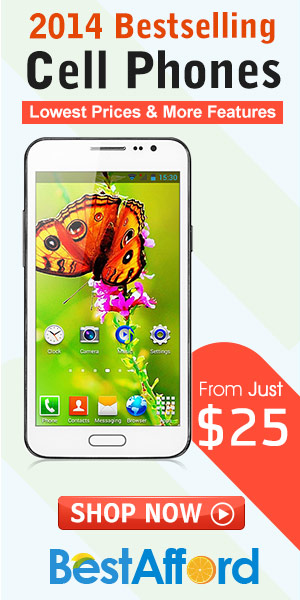 2014 Bestselling
Cell Phones
Lowest Prices & More Features
15:30
Clock Camera Music Settings
Phone Contacts Messaging Browser
From Just
$25
SHOP NOW
BestAfford